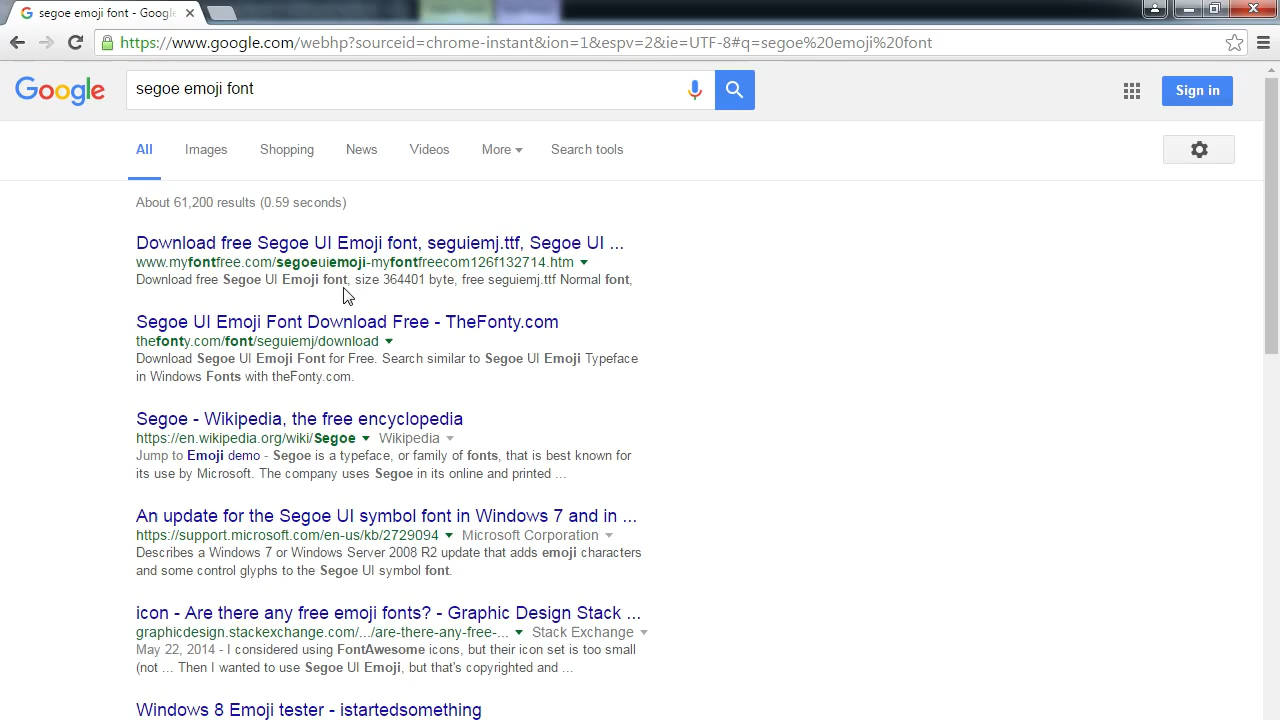 segoe emoji font - Google
https://www.google.com/webhp?sourceid=chrome-instant&ion=1&espv=2&ie=UTF-8#q=segoe%20emoji%20font
Google
segoe emoji font
Sign in
All Images Shopping News Videos More Search tools
About 61,200 results (0.59 seconds)
Download free Segoe UI Emoji font, seguiemj.ttf, Segoe UI ...
www.myfontfree.com/segoeuiemoji-myfontfreecom126f132714.htm
Download free Segoe UI Emoji font, size 364401 byte, free seguiemj.ttf Normal font,
Segoe UI Emoji Font Download Free - TheFonty.com
thefonty.com/font/seguiemj/download
Download Segoe UI Emoji Font for Free. Search similar to Segoe UI Emoji Typeface
in Windows Fonts with theFonty.com.
Segoe - Wikipedia, the free encyclopedia
https://en.wikipedia.org/wiki/Segoe Wikipedia
Jump to Emoji demo - Segoe is a typeface, or family of fonts, that is best known for
its use by Microsoft. The company uses Segoe in its online and printed ...
An update for the Segoe UI symbol font in Windows 7 and in ...
https://support.microsoft.com/en-us/kb/2729094 Microsoft Corporation
Describes a Windows 7 or Windows Server 2008 R2 update that adds emoji characters
and some control glyphs to the Segoe UI symbol font.
icon - Are there any free emoji fonts? - Graphic Design Stack ...
graphicdesign.stackexchange.com/.../are-there-any-free-... Stack Exchange
May 22, 2014 - I considered using FontAwesome icons, but their icon set is too small
(not ... Then I wanted to use Segoe UI Emoji, but that's copyrighted and ...
Windows 8 Emoji tester - istartedsomething